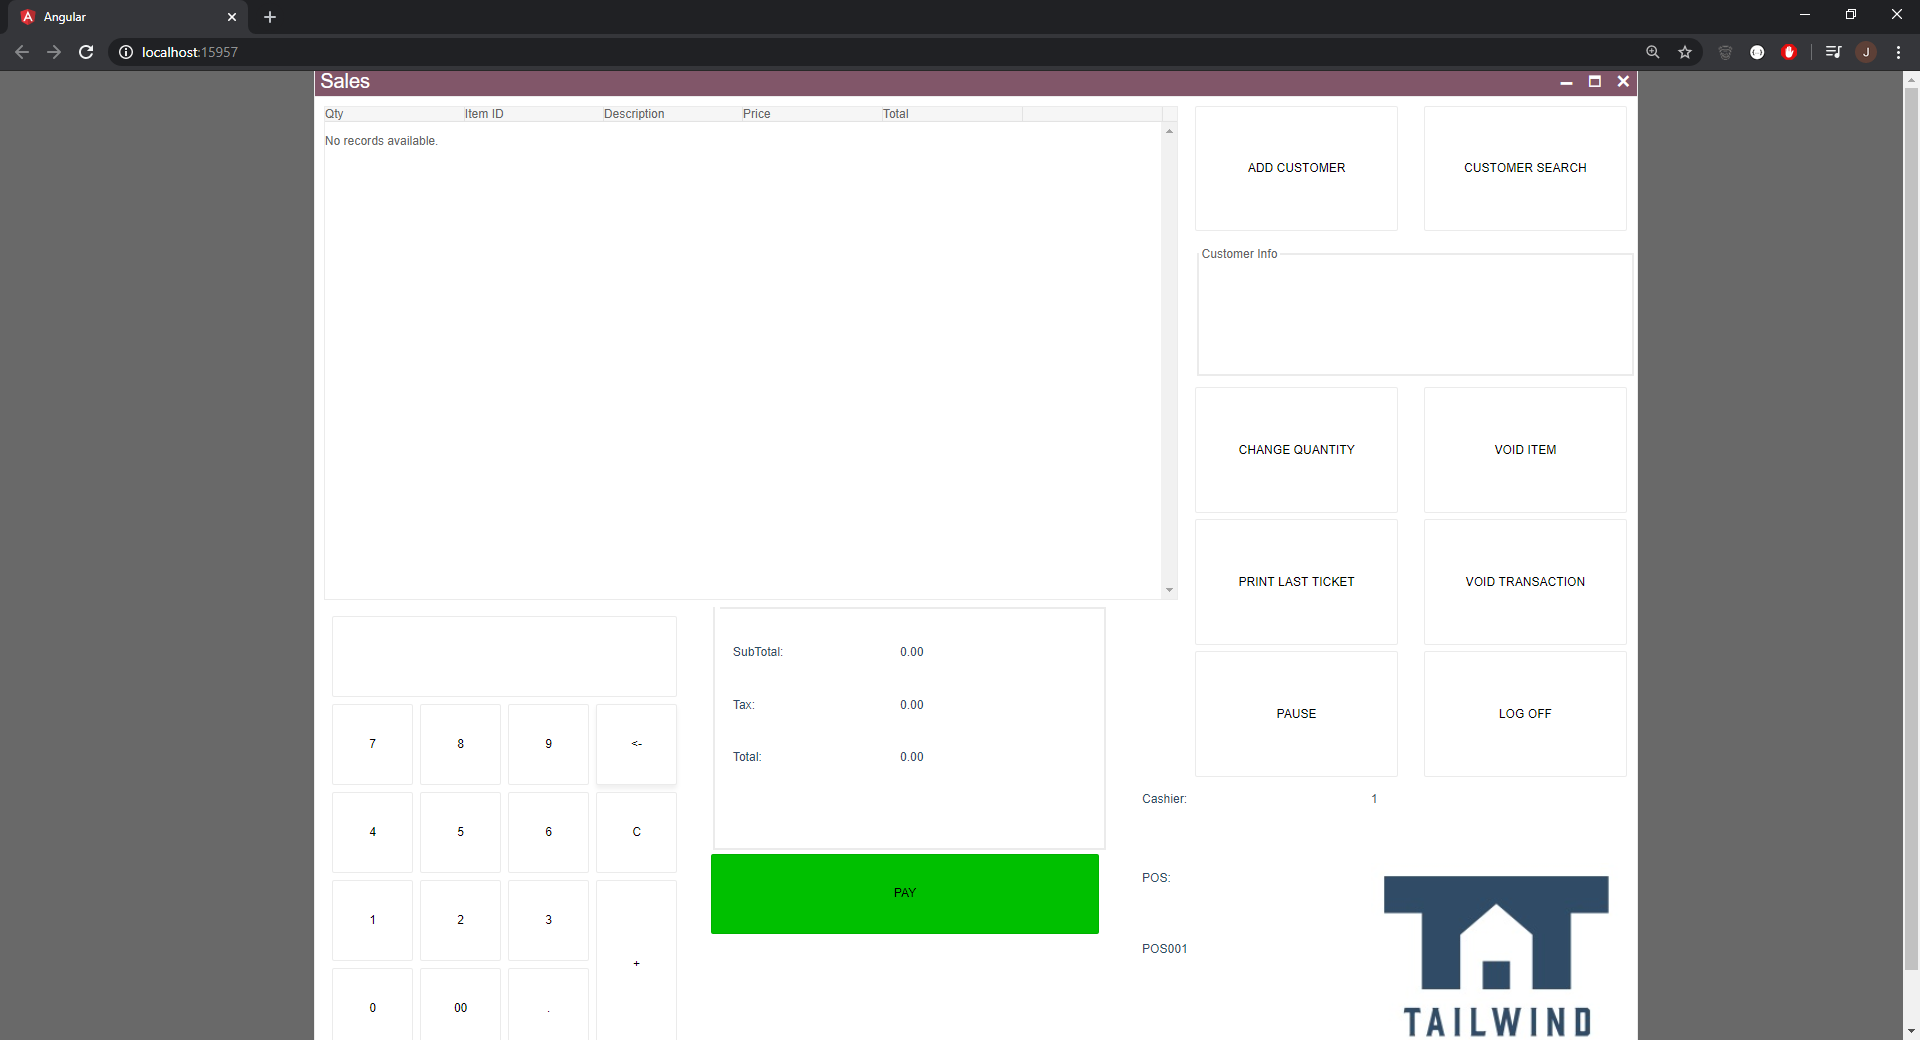 Angular
localhost:15957
J
Sales
Qty Item ID Description Price Total
No records available.
ADD CUSTOMER CUSTOMER SEARCH
Customer Info
CHANGE QUANTITY VOID ITEM
PRINT LAST TICKET VOID TRANSACTION
PAUSE LOG OFF
SubTotal: 0.00
Tax: 0.00
Total: 0.00
PAY
7 8 9 <-
4 5 6 C
1 2 3 +
0 00 .
Cashier: 1
POS:
POS001
TAILWIND